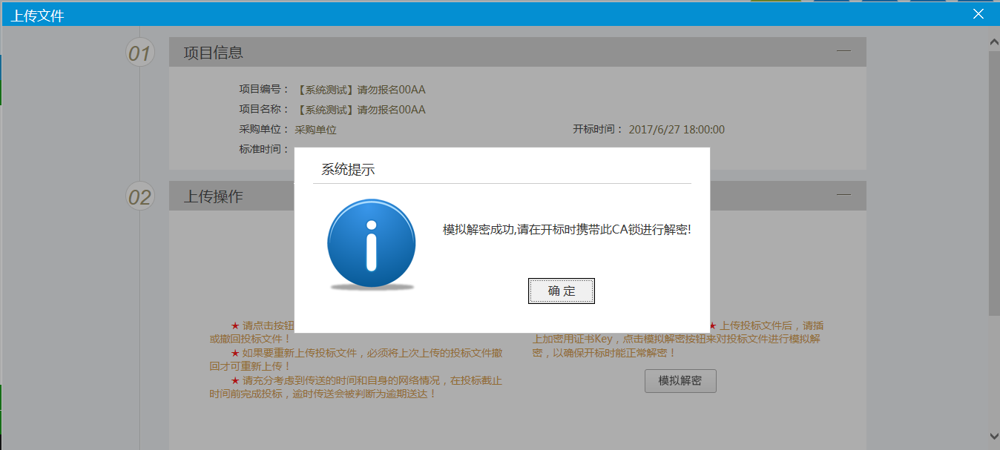 上传文件
01
项目信息
项目编号：【系统测试】请勿报名00AA
项目名称：【系统测试】请勿报名00AA
采购单位：采购单位
开标时间：2017/6/27 18:00:00
标准时间：
02
上传操作
系统提示
模拟解密成功,请在开标时携带此CA锁进行解密!
确 定
★ 请点击按钮
或撤回投标文件！
★ 如果要重新上传投标文件，必须将上次上传的投标文件撤
回才可重新上传！
★ 请充分考虑到传送的时间和自身的网络情况，在投标截止
时间前完成投标，逾时传送会被判断为逾期送达！
★ 上传投标文件后，请插
上加密用证书Key，点击模拟解密按钮来对投标文件进行模拟解
密，以确保开标时能正常解密！
模拟解密